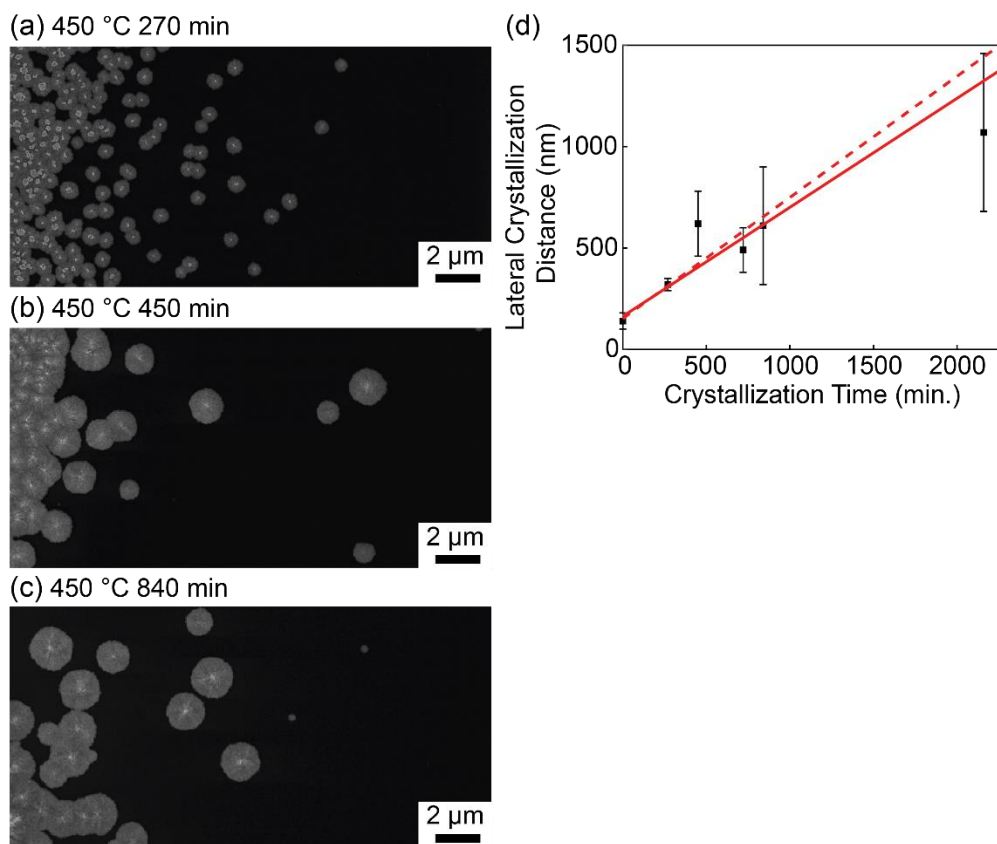 (a) 450 °C 270 min
2 µm
(b) 450 °C 450 min
2 µm
(c) 450 °C 840 min
2 µm
(d)
1500
1000
500
0
Lateral Crystallization
Distance (nm)
0 500 1000 1500 2000
Crystallization Time (min.)